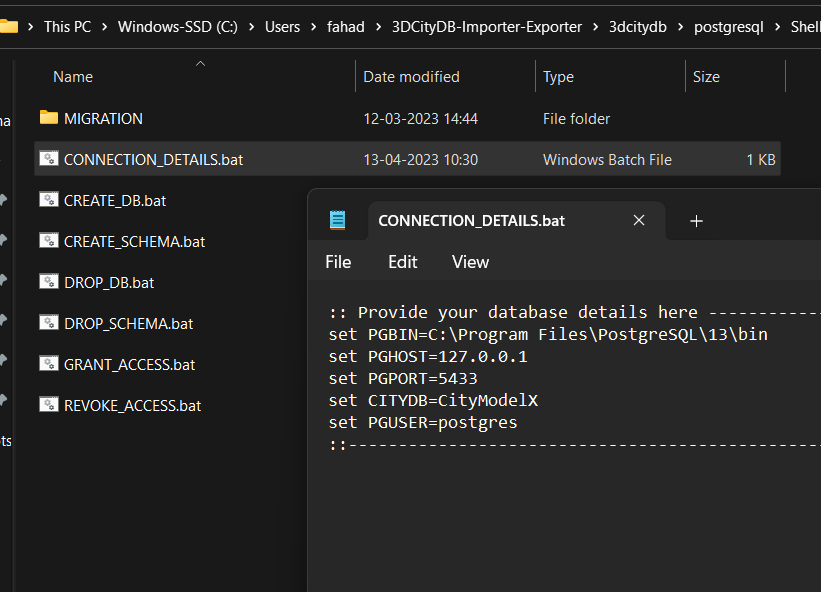 This PC > Windows-SSD (C:) > Users > fahad > 3DCityDB-Importer-Exporter > 3dcitydb > postgresql > Shell
Name Date modified Type Size
MIGRATION 12-03-2023 14:44 File folder
CONNECTION_DETAILS.bat 13-04-2023 10:30 Windows Batch File 1 KB
CREATE_DB.bat
CREATE_SCHEMA.bat
DROP_DB.bat
DROP_SCHEMA.bat
GRANT_ACCESS.bat
REVOKE_ACCESS.bat
CONNECTION_DETAILS.bat
File Edit View
:: Provide your database details here ------------
set PGBIN=C:\Program Files\PostgreSQL\13\bin
set PGHOST=127.0.0.1
set PGPORT=5433
set CITYDB=CityModelX
set PGUSER=postgres
::------------------------------------------------